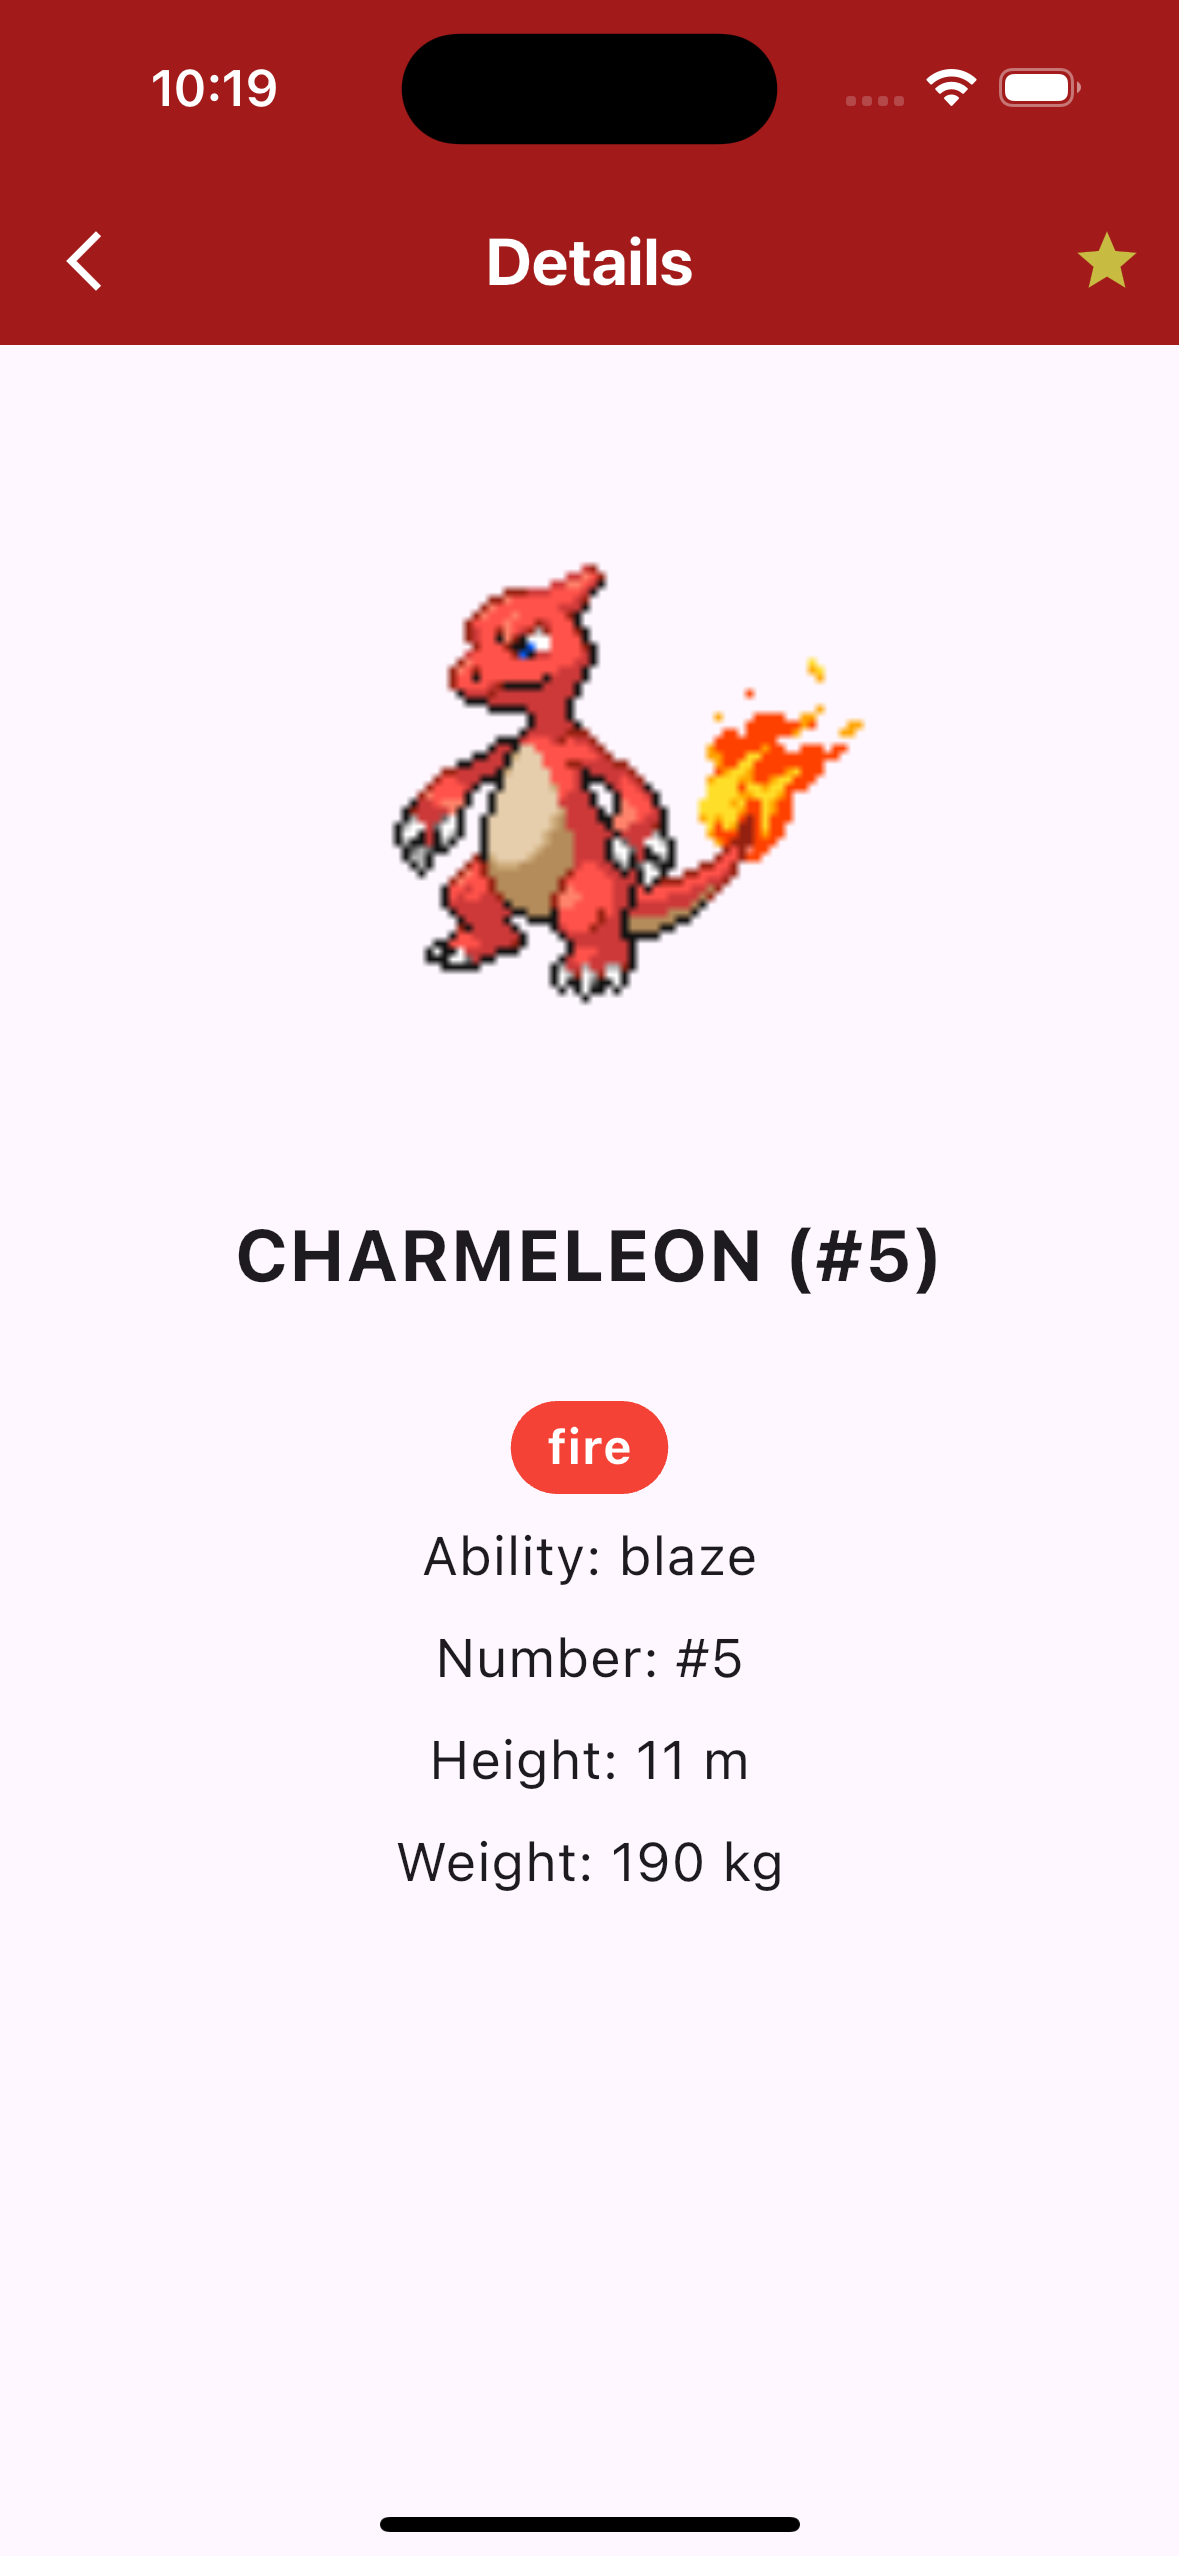 10:19
Details
CHARMELEON (#5)
fire
Ability: blaze
Number: #5
Height: 11 m
Weight: 190 kg